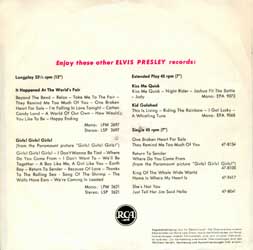 Enjoy these other ELVIS PRESLEY records:
Longplay 33⅓ rpm (12")
It Happened At The World's Fair
Beyond The Bend - Relax - Take Me To The Fair -
They Remind Me Too Much Of You - One Broken
Heart For Sale - I'm Falling In Love Tonight - Cotton
Candy Land - A World Of Our Own - How Would
You Like To Be - Happy Ending
Mono: LPM 2697
Stereo: LSP 2697
Girls! Girls! Girls!
(from the Paramount picture "Girls! Girls! Girls!")
Girls! Girls! Girls! - I Don't Wanna Be Tied - Where
Do You Come From - I Don't Want To - We'll Be
Together - A Boy Like Me, A Girl Like You - Earth
Boy - Return To Sender - Because Of Love - Thanks
To The Rolling Sea - Song Of The Shrimp - The
Walls Have Ears - We're Coming In Loaded
Mono: LPM 2621
Stereo: LSP 2621
Extended Play 45 rpm (7")
Kiss Me Quick
Kiss Me Quick - Night Rider - Joshua Fit The Battle
- Judy
Mono: EPA
Kid Galahad
This Is Living - Riding The Rainbow - I Got Lucky -
A Whistling Tune
Mono: EPA
Single 45 rpm (7")
One Broken Heart For Sale
They Remind Me Too Much Of You
47-8134
Return To Sender
Where Do You Come From
(from the Paramount picture "Girls! Girls! Girls!")
47-8100
King Of The Whole Wide World
Home Is Where My Heart Is
47-9417
She's Not You
Just Tell Her Jim Said Hello
47-8041
RCA